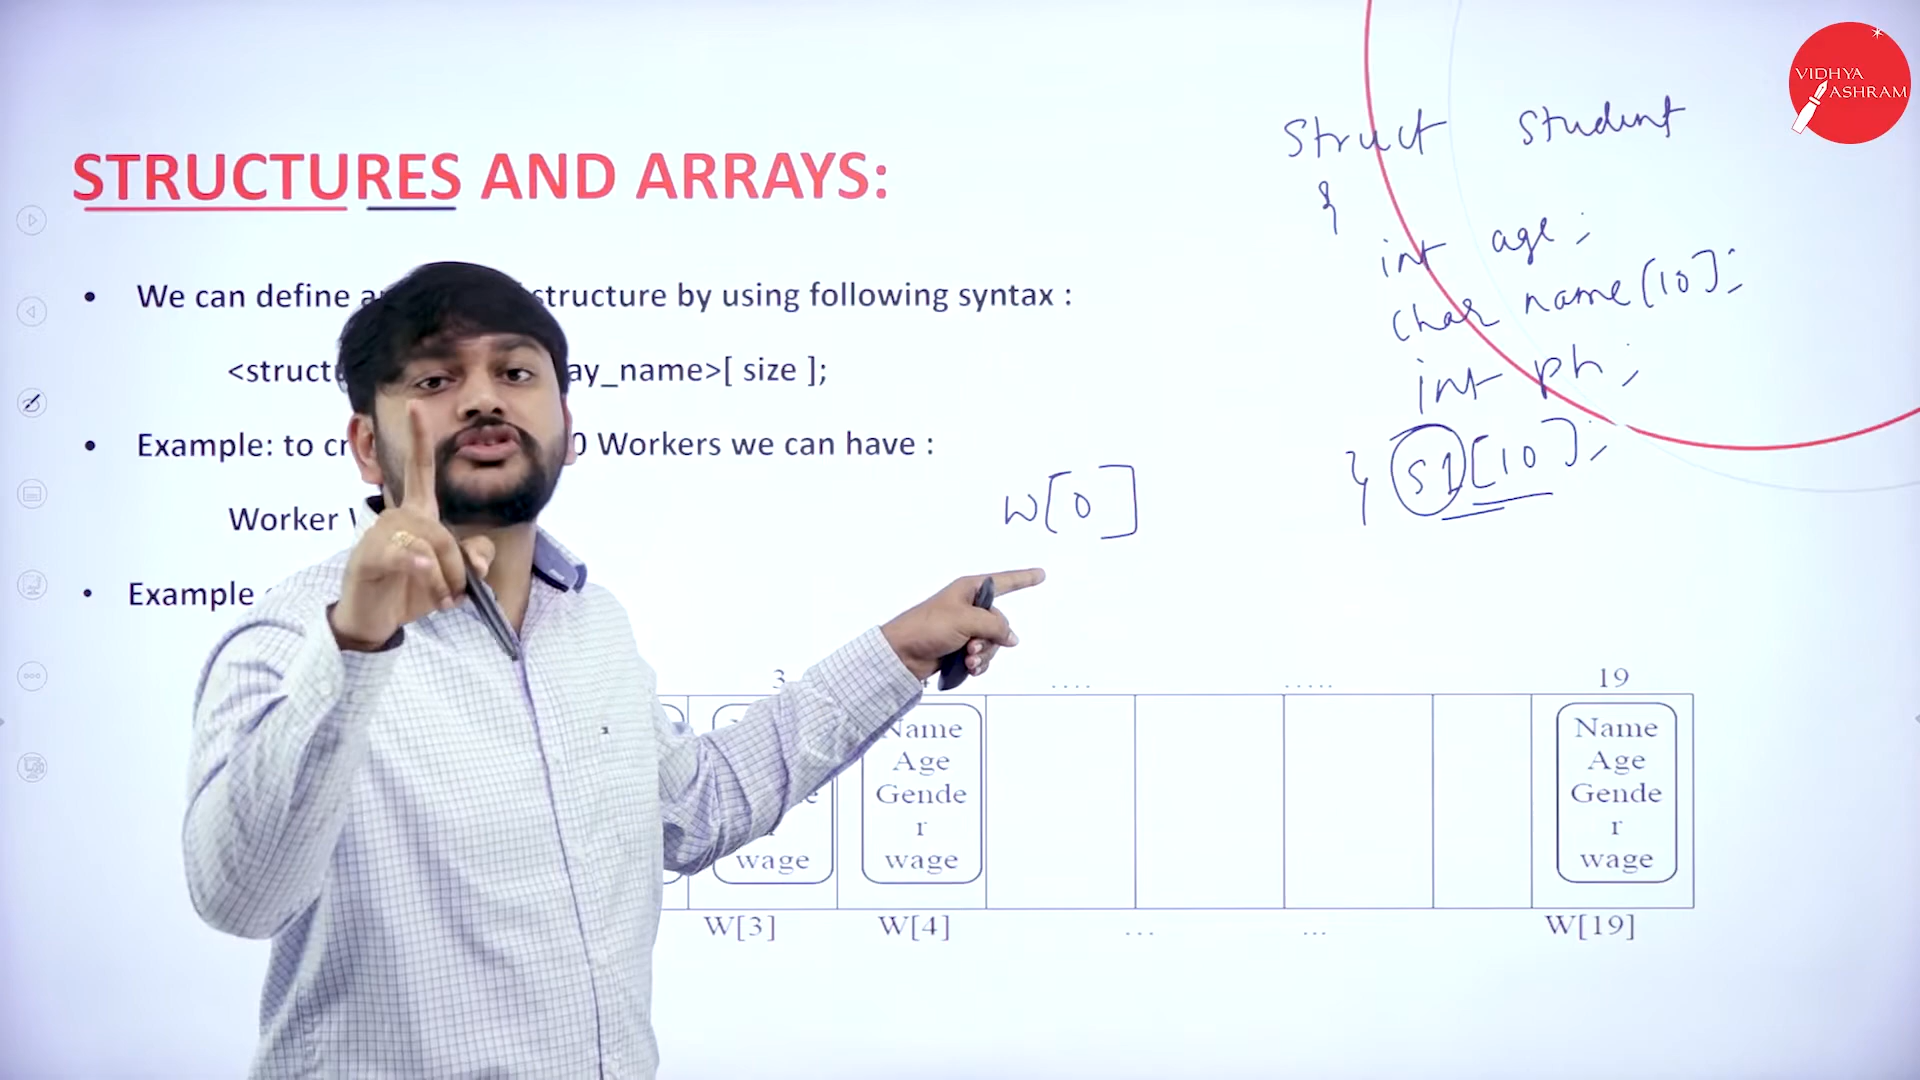 VIDHYA
ASHRAM
STRUCTURES AND ARRAYS:
Struct Student
{
int age;
char name[10];
int ph;
} S1[10];
• We can define structure by using following syntax :
<struct ay_name>[ size ];
• Example: to cr 0 Workers we can have :
Worker
W[0]
• Example
3 .... ..... 19
Name
Age
Gende
r
wage
Name
Age
Gende
r
wage
wage
W[3] W[4] ... ... W[19]